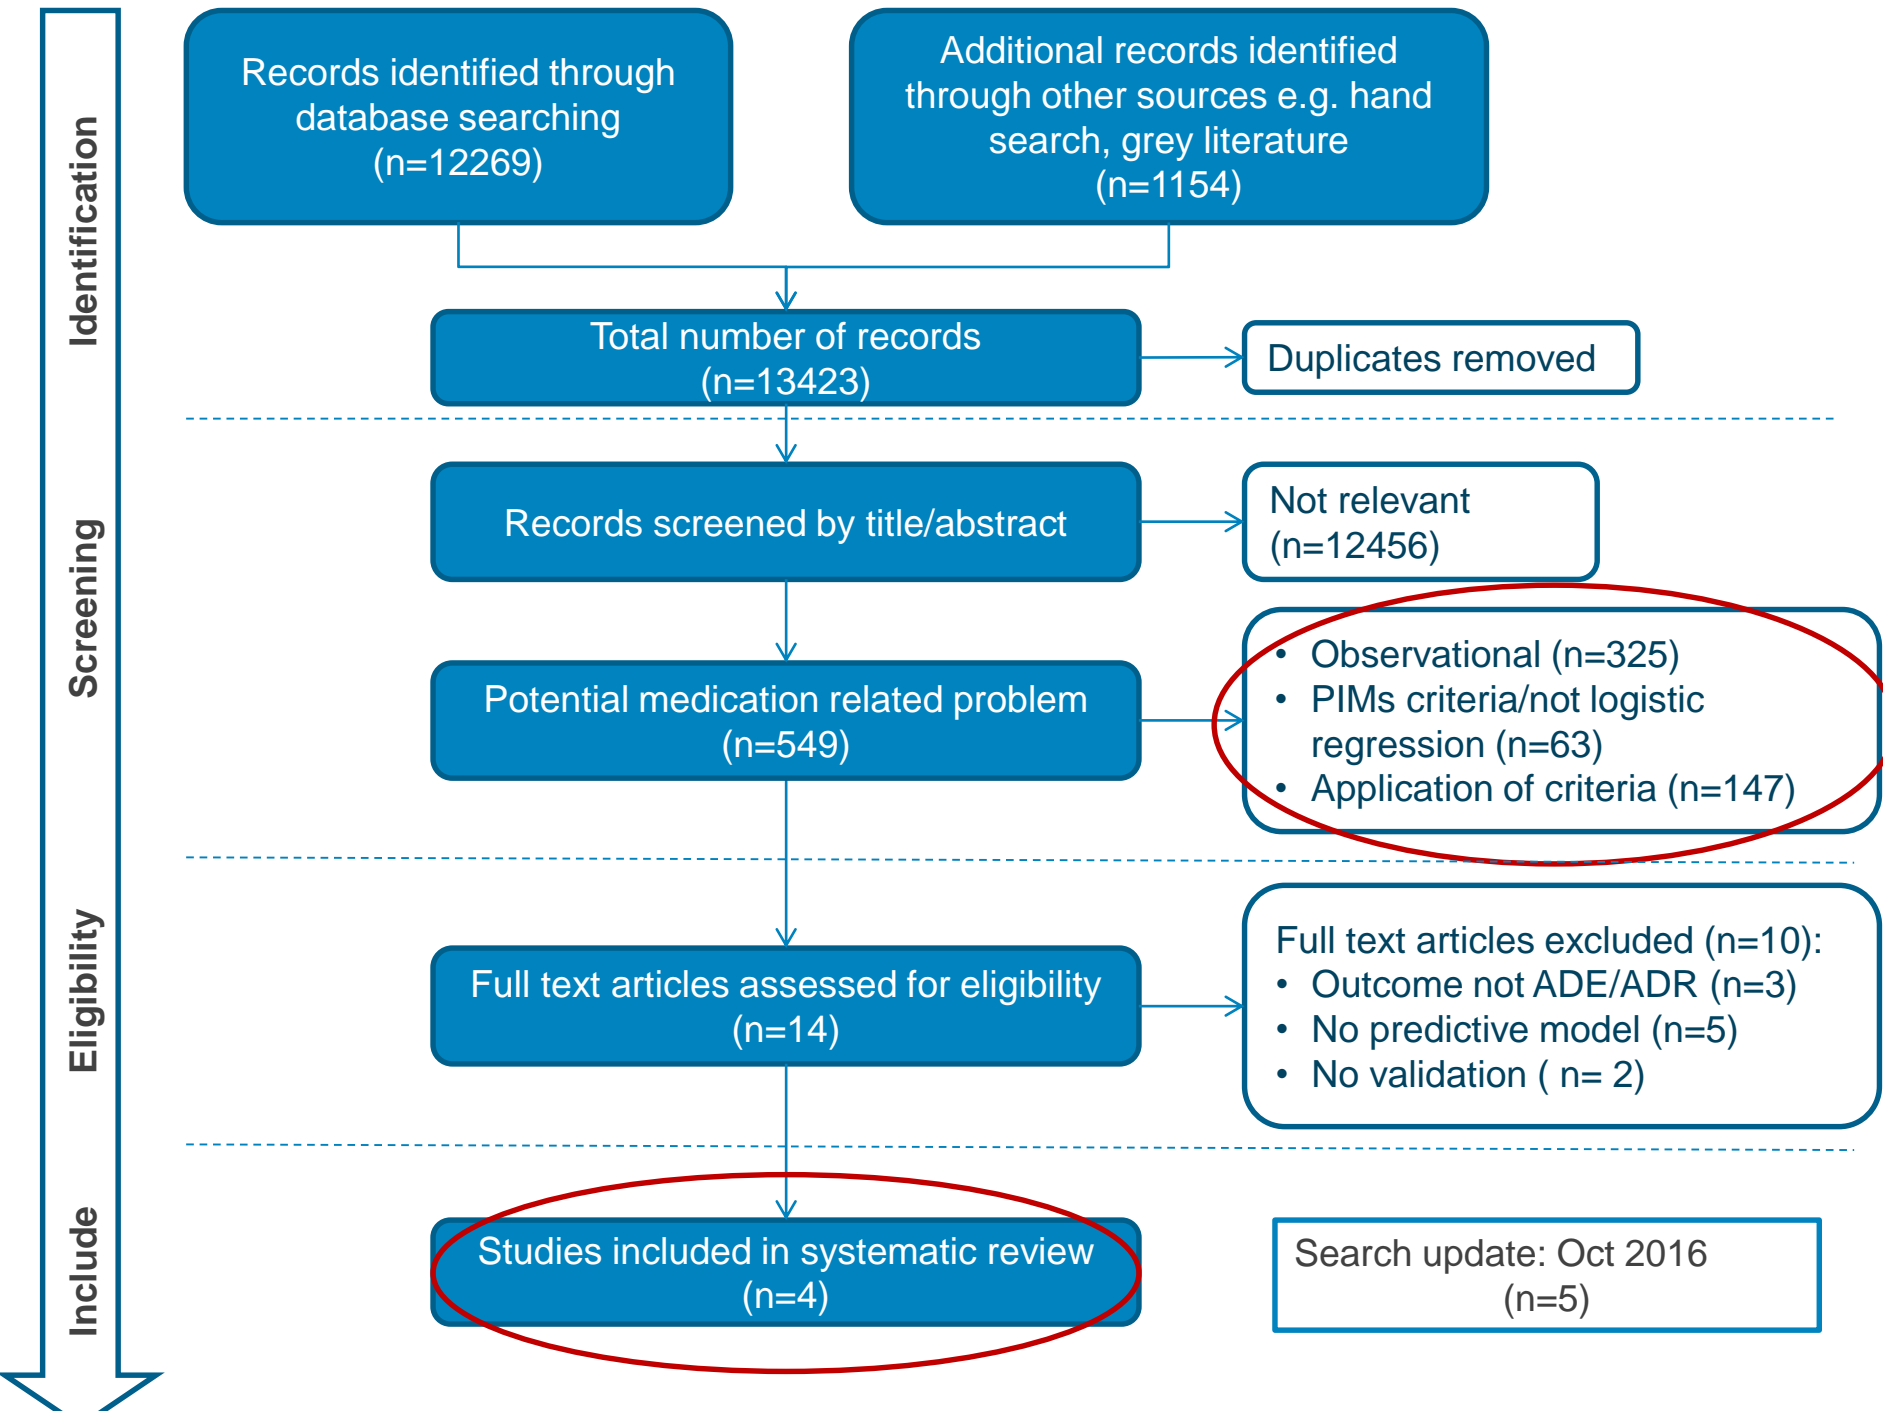 Identification
Records identified through
database searching
(n=12269)
Additional records identified
through other sources e.g. hand
search, grey literature
(n=1154)
Total number of records
(n=13423)
Duplicates removed
Screening
Records screened by title/abstract
Not relevant
(n=12456)
Potential medication related problem
(n=549)
• Observational (n=325)
• PIMs criteria/not logistic
regression (n=63)
• Application of criteria (n=147)
Eligibility
Full text articles assessed for eligibility
(n=14)
Full text articles excluded (n=10):
• Outcome not ADE/ADR (n=3)
• No predictive model (n=5)
• No validation ( n= 2)
Include
Studies included in systematic review
(n=4)
Search update: Oct 2016
(n=5)